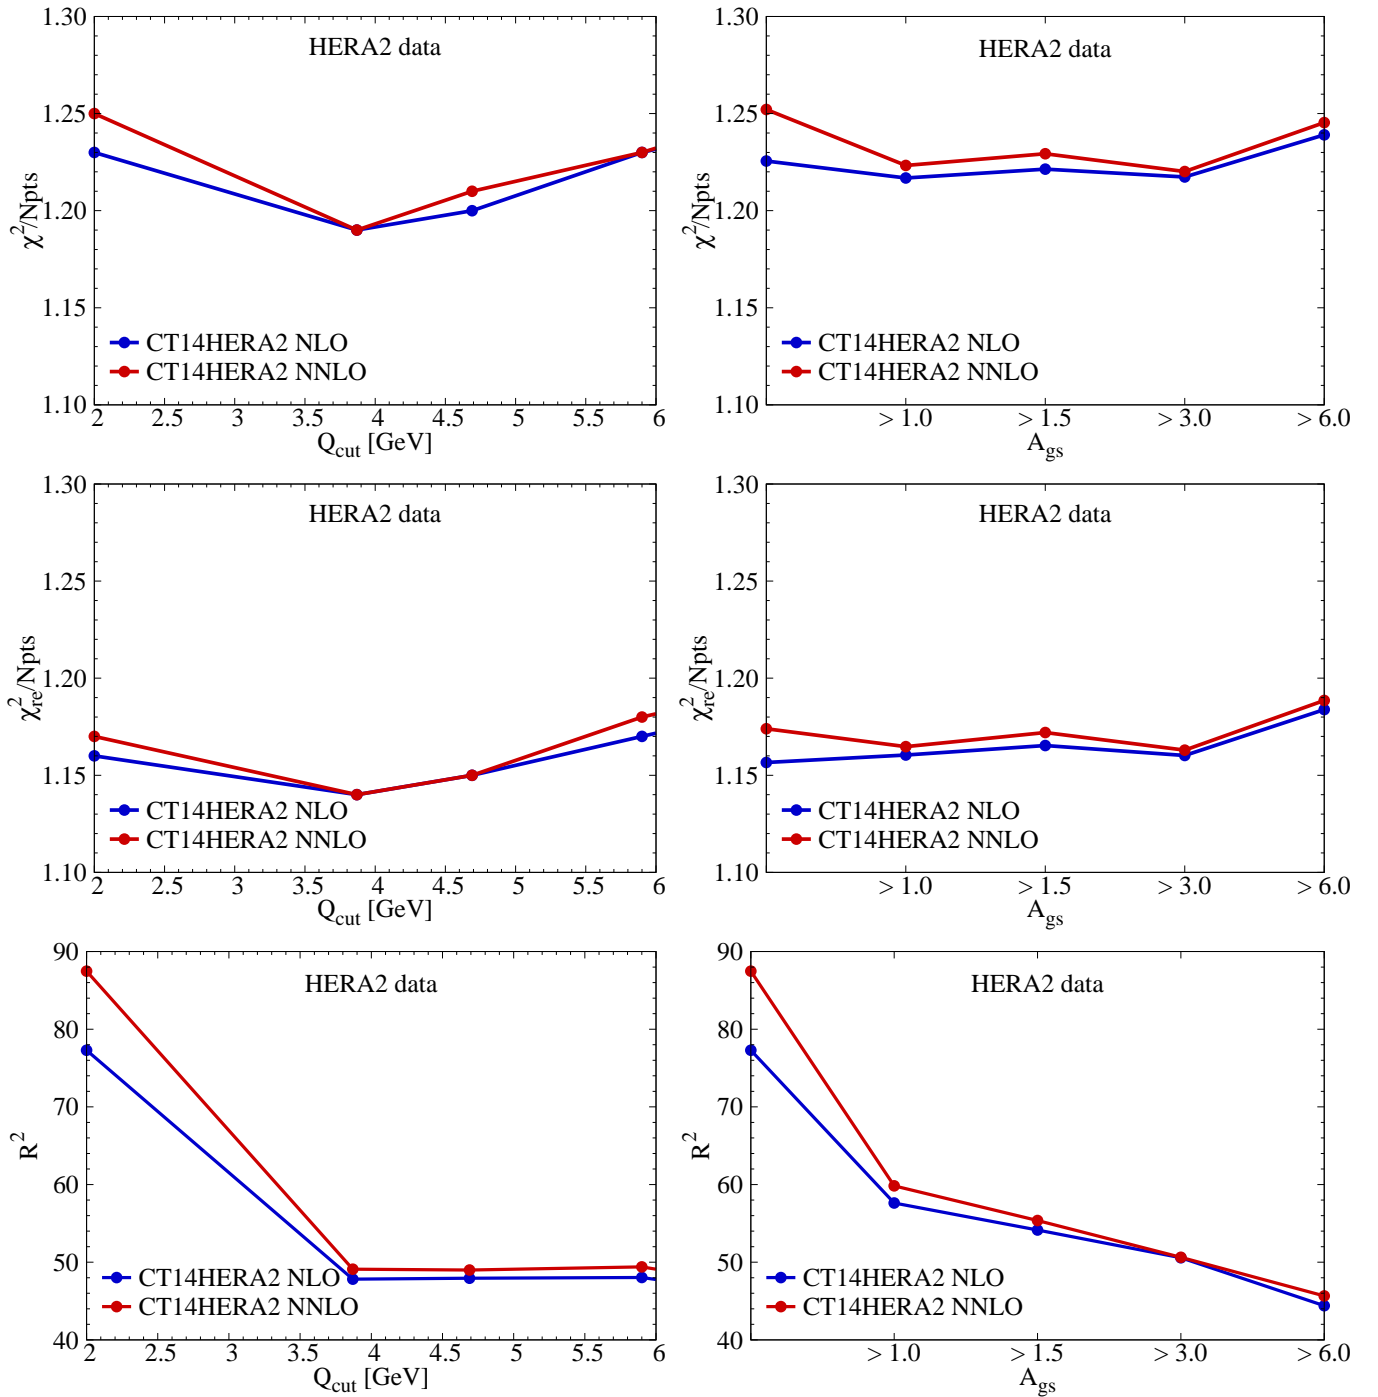 HERA2 data
1.30
1.25
1.20
1.15
1.10
χ²/Npts
CT14HERA2 NLO
CT14HERA2 NNLO
2 2.5 3 3.5 4 4.5 5 5.5 6
Q_cut [GeV]
HERA2 data
1.30
1.25
1.20
1.15
1.10
χ²/Npts
CT14HERA2 NLO
CT14HERA2 NNLO
> 1.0 > 1.5 > 3.0 > 6.0
A_gs
HERA2 data
1.30
1.25
1.20
1.15
1.10
χ²_re/Npts
CT14HERA2 NLO
CT14HERA2 NNLO
2 2.5 3 3.5 4 4.5 5 5.5 6
Q_cut [GeV]
HERA2 data
1.30
1.25
1.20
1.15
1.10
χ²_re/Npts
CT14HERA2 NLO
CT14HERA2 NNLO
> 1.0 > 1.5 > 3.0 > 6.0
A_gs
HERA2 data
90
80
70
60
50
40
R²
CT14HERA2 NLO
CT14HERA2 NNLO
2 2.5 3 3.5 4 4.5 5 5.5 6
Q_cut [GeV]
HERA2 data
90
80
70
60
50
40
R²
CT14HERA2 NLO
CT14HERA2 NNLO
> 1.0 > 1.5 > 3.0 > 6.0
A_gs